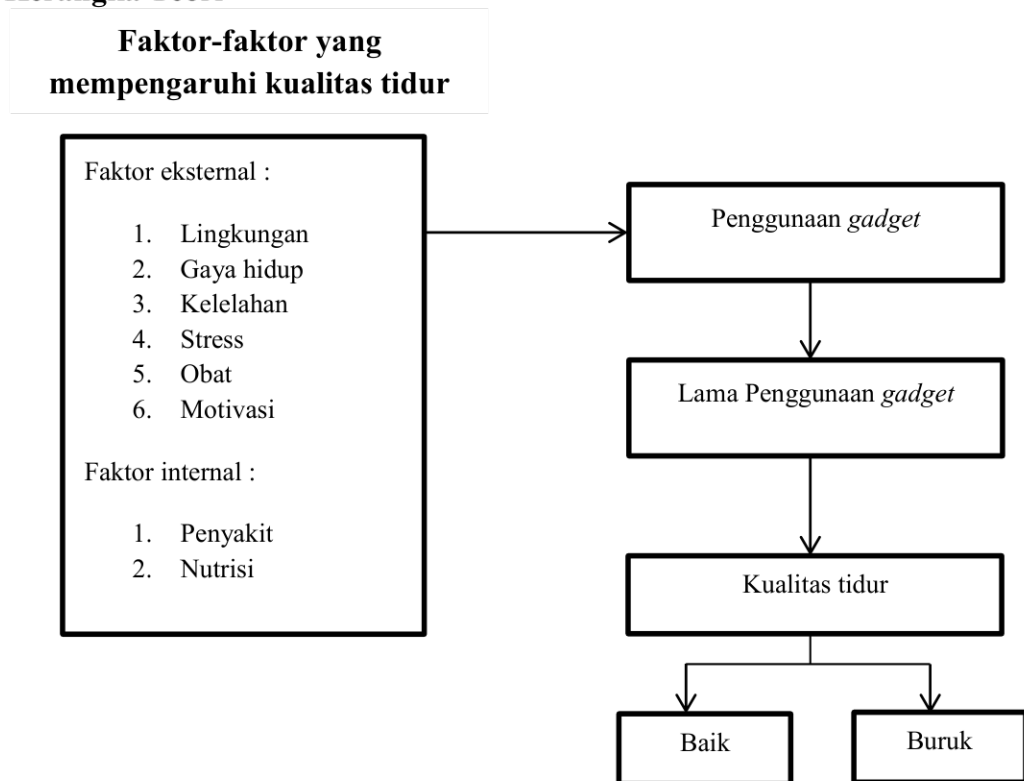 Faktor-faktor yang
mempengaruhi kualitas tidur
Faktor eksternal :
1. Lingkungan
2. Gaya hidup
3. Kelelahan
4. Stress
5. Obat
6. Motivasi
Faktor internal :
1. Penyakit
2. Nutrisi
Penggunaan gadget
Lama Penggunaan gadget
Kualitas tidur
Baik
Buruk